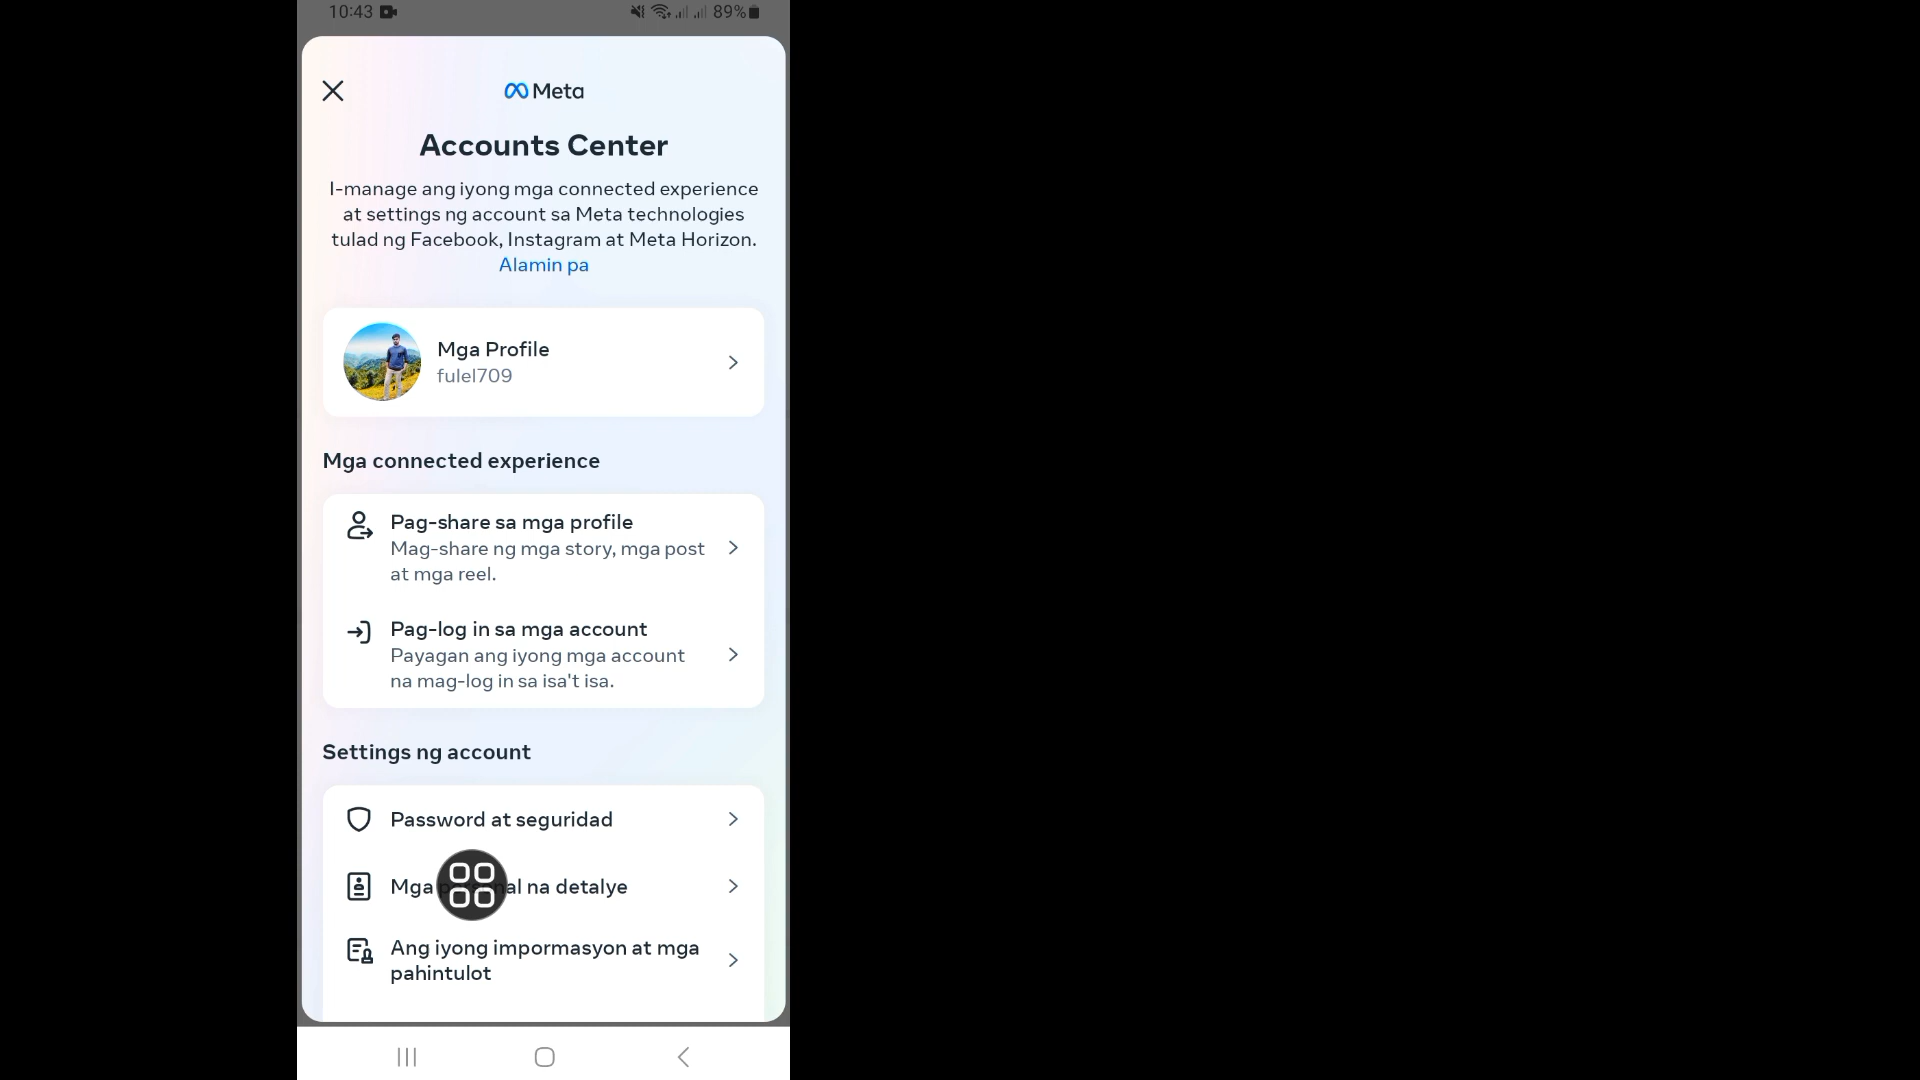 10:43
89%
Meta
Accounts Center
I-manage ang iyong mga connected experience
at settings ng account sa Meta technologies
tulad ng Facebook, Instagram at Meta Horizon.
Alamin pa
Mga Profile
fulel709
Mga connected experience
Pag-share sa mga profile
Mag-share ng mga story, mga post
at mga reel.
Pag-log in sa mga account
Payagan ang iyong mga account
na mag-log in sa isa't isa.
Settings ng account
Password at seguridad
Mga na detalye
Ang iyong impormasyon at mga
pahintulot